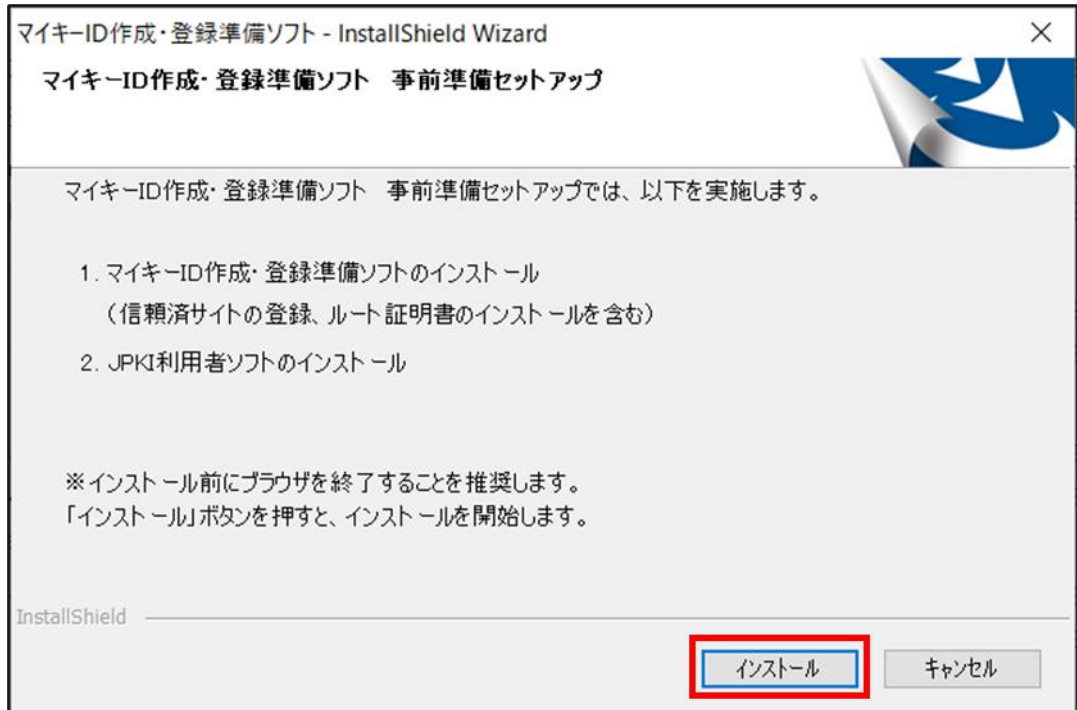 マイキーID作成・登録準備ソフト - InstallShield Wizard
マイキーID作成・登録準備ソフト　事前準備セットアップ
マイキーID作成・登録準備ソフト　事前準備セットアップでは、以下を実施します。
1. マイキーID作成・登録準備ソフトのインストール
（信頼済サイトの登録、ルート証明書のインストールを含む）
2. JPKI利用者ソフトのインストール
※インストール前にブラウザを終了することを推奨します。
「インストール」ボタンを押すと、インストールを開始します。
InstallShield
インストール
キャンセル